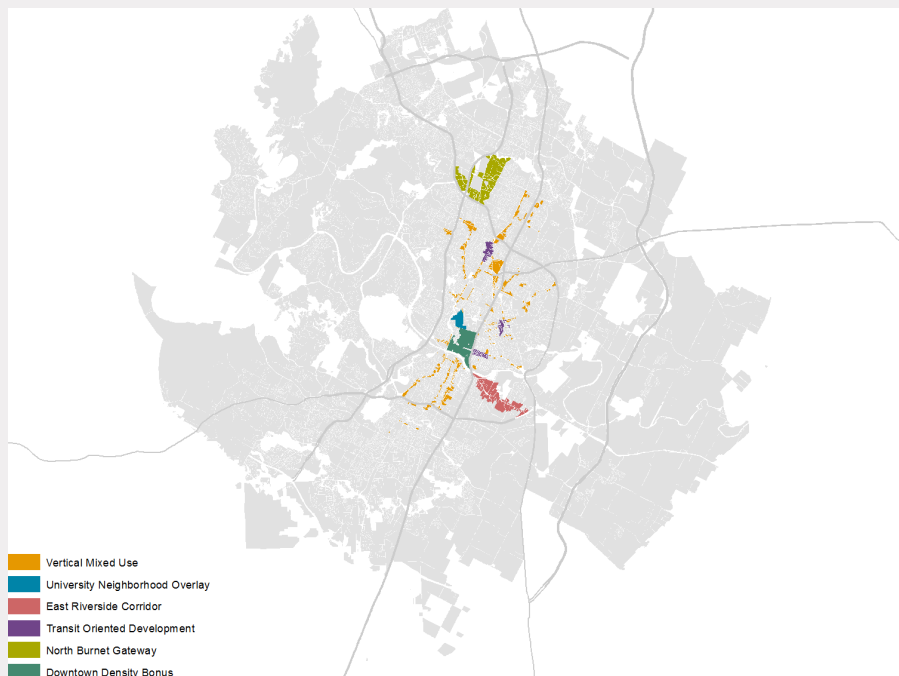 Vertical Mixed Use
University Neighborhood Overlay
East Riverside Corridor
Transit Oriented Development
North Burnet Gateway
Downtown Density Bonus